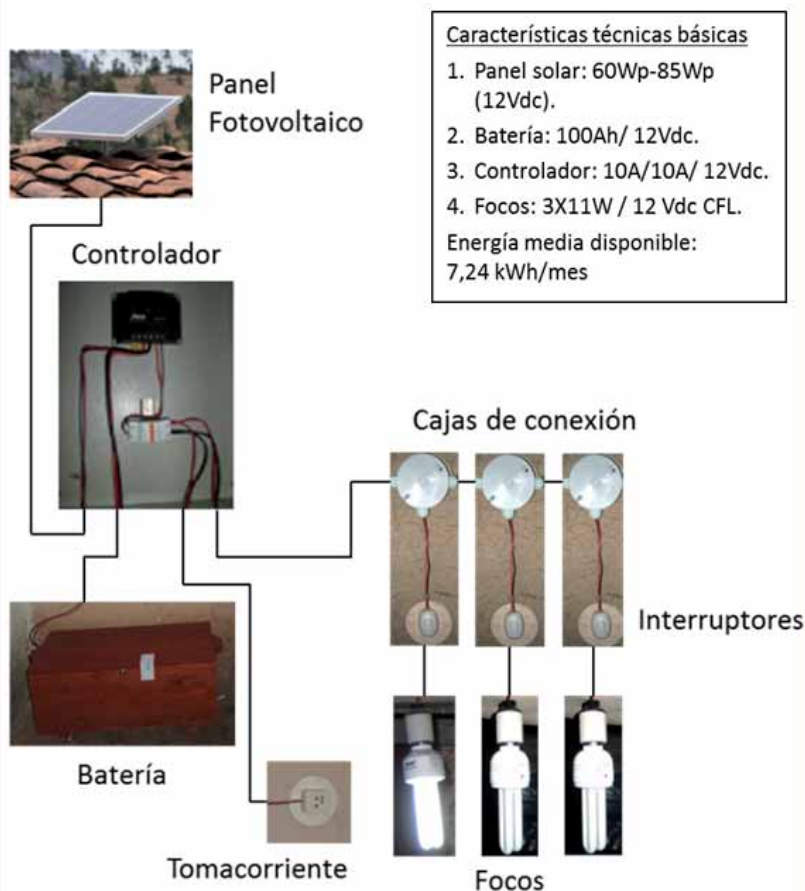 Panel
Fotovoltaico
Características técnicas básicas
1. Panel solar: 60Wp-85Wp
(12Vdc).
2. Batería: 100Ah/ 12Vdc.
3. Controlador: 10A/10A/ 12Vdc.
4. Focos: 3X11W / 12 Vdc CFL.
Energía media disponible:
7,24 kWh/mes
Controlador
Cajas de conexión
Interruptores
Batería
Tomacorriente
Focos